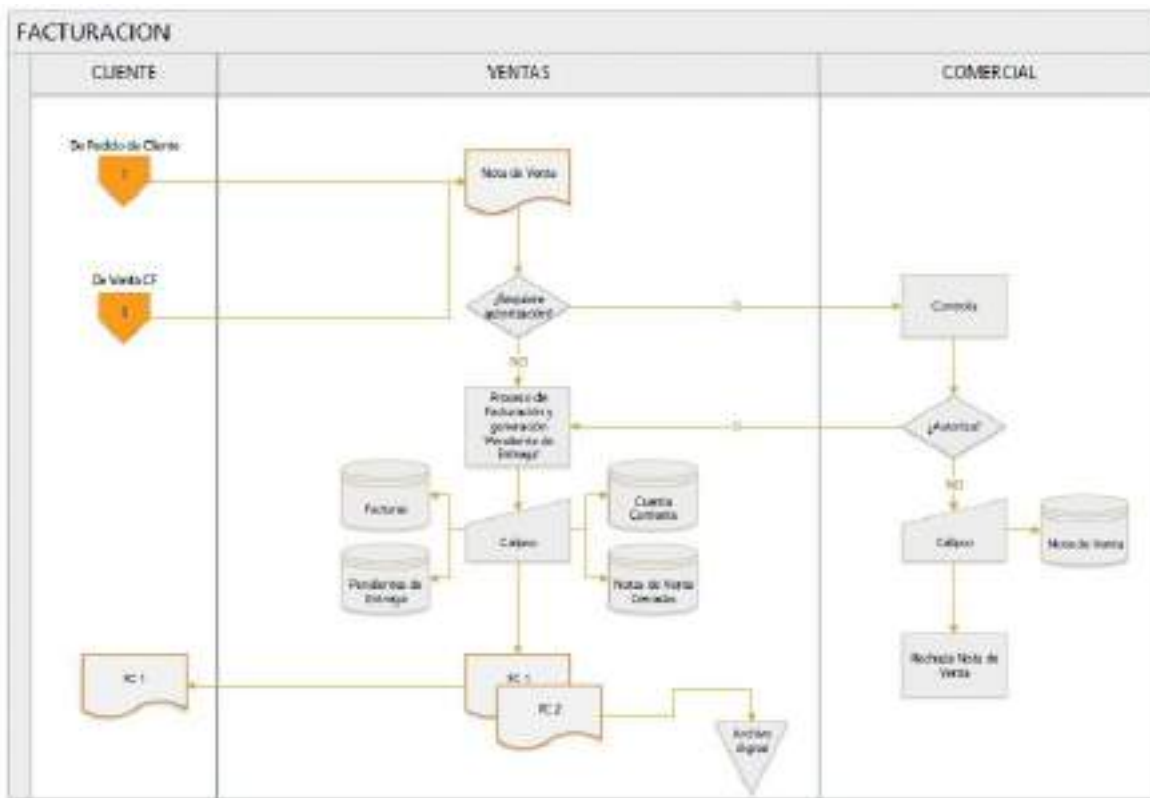 FACTURACION
CLIENTE
VENTAS
COMERCIAL
De Pedido de Cliente
Nota de Venta
De Venta CF
¿Requiere
autorización?
Controla
NO
Proceso de
Facturación y
generación
'Pendiente de
Entrega'
¿Autoriza?
NO
Facturas
Cuenta
Corriente
Calipso
Calipso
Nota de Venta
Pendientes de
Entrega
Notas de Venta
Cerradas
Rechaza Nota de
Venta
FC 1
FC 1
FC 2
Archivo
digital